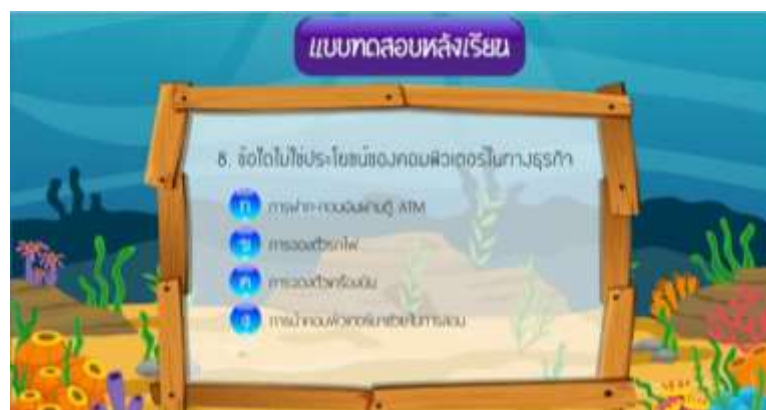 แบบทดสอบหลังเรียน
8. ข้อใดไม่ใช่ประโยชน์ของคอมพิวเตอร์ในทางธุรกิจ
ก การฝาก-ถอนเงินผ่านตู้ ATM
ข การจองตั๋วรถไฟ
ค การจองตั๋วเครื่องบิน
ง การนำคอมพิวเตอร์มาช่วยในการสอน